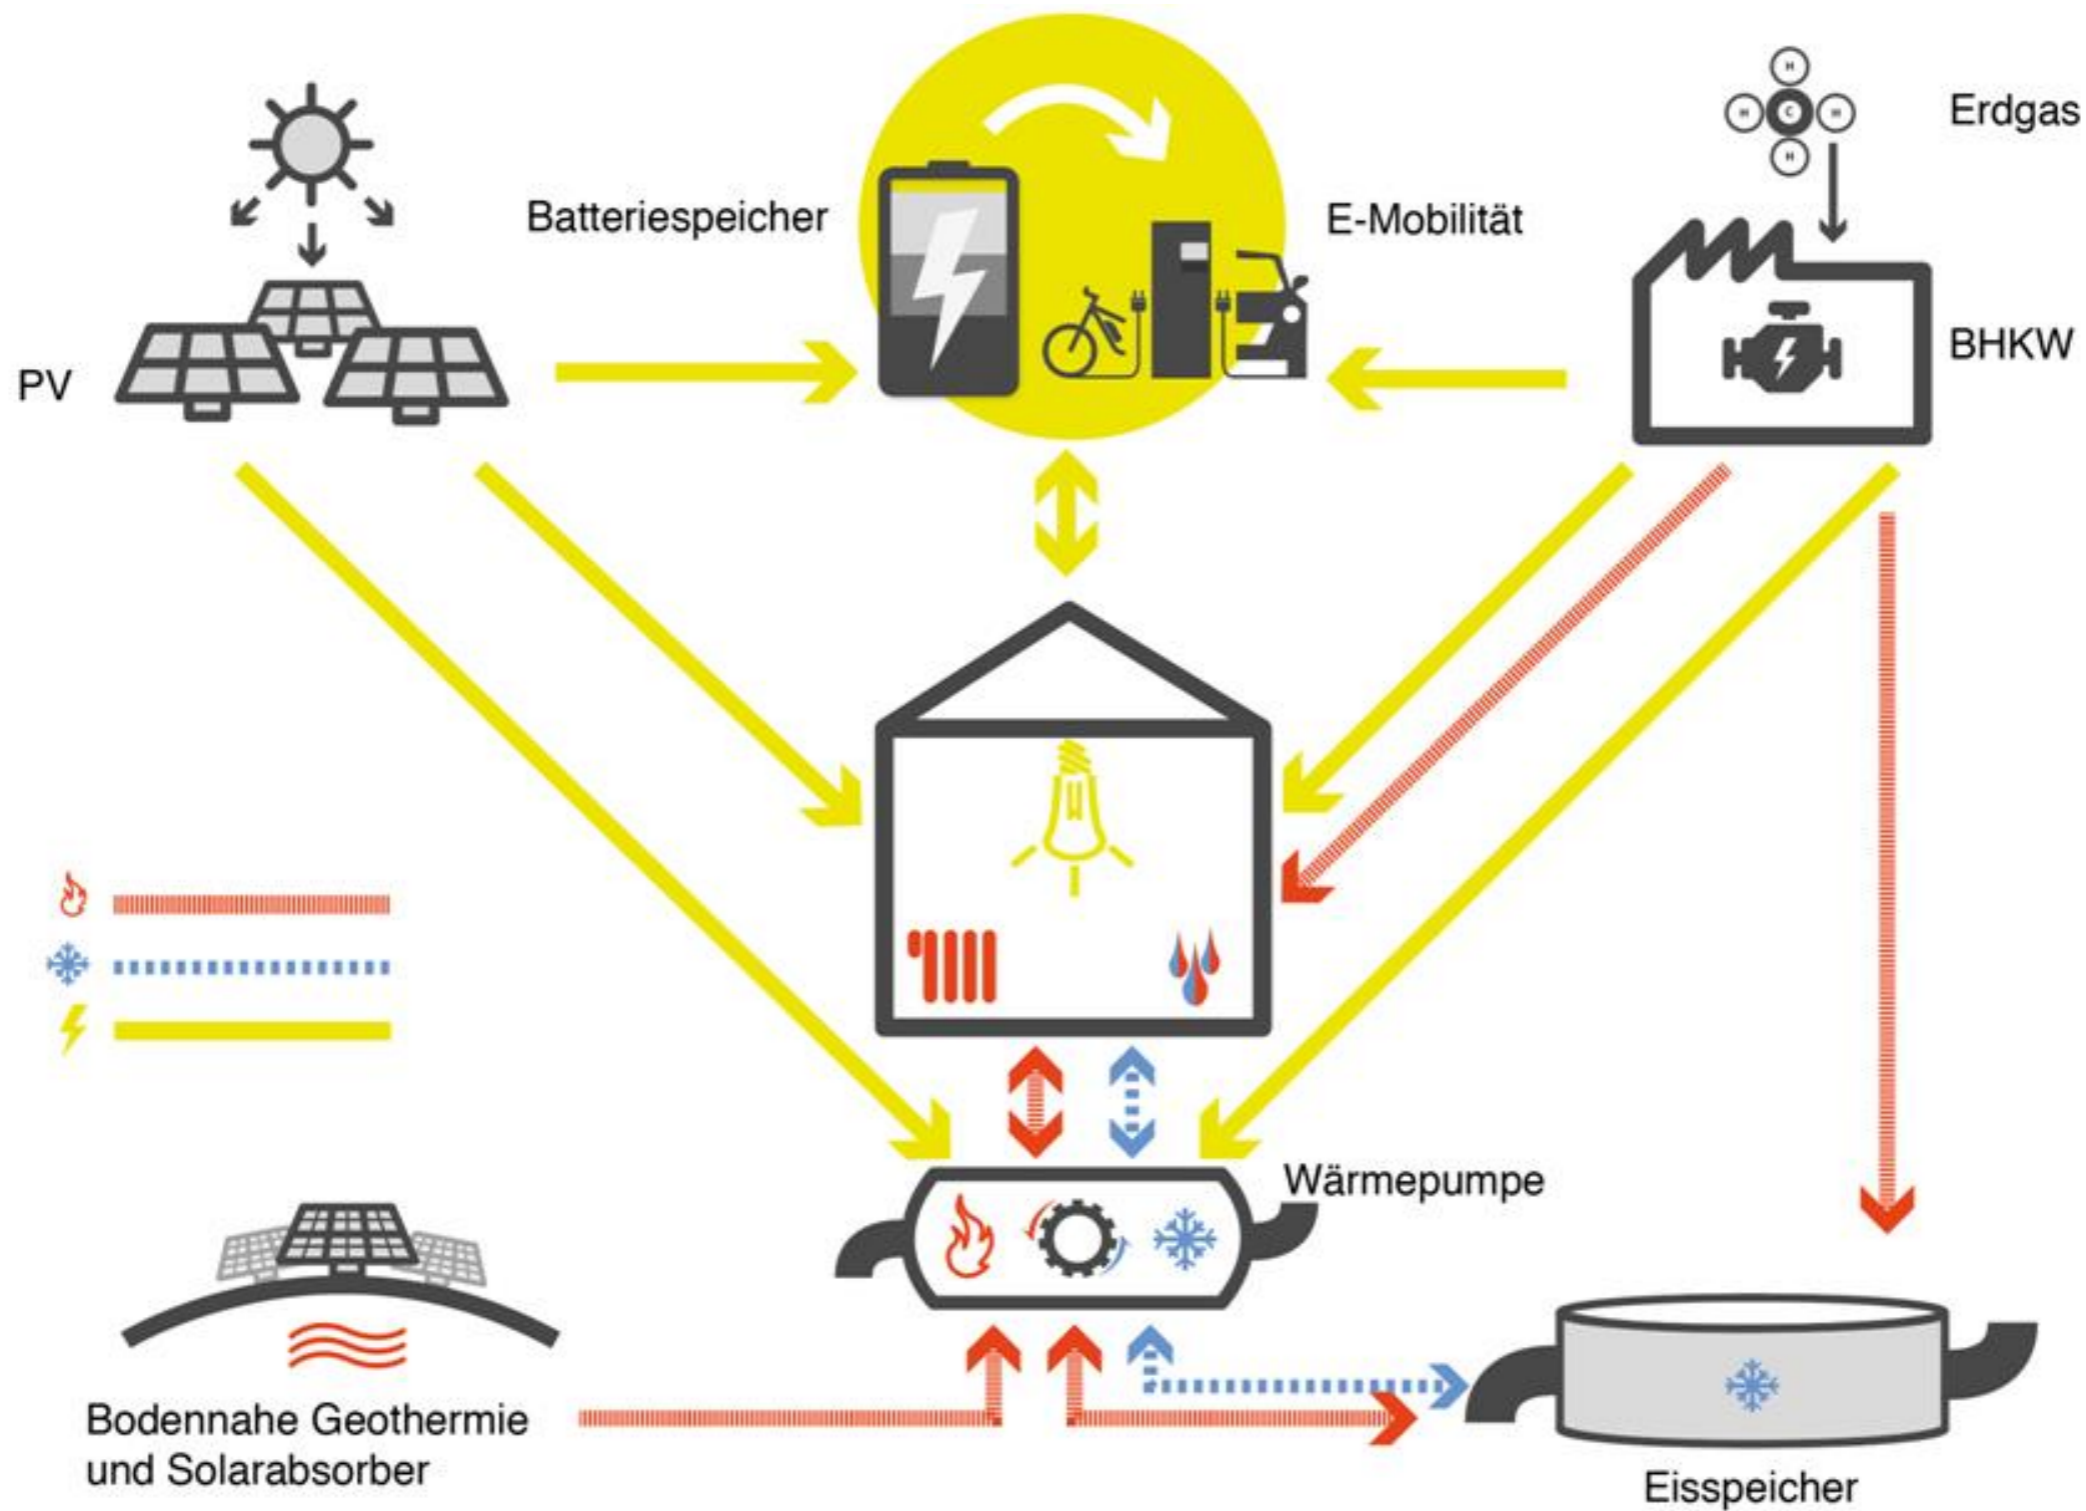 Erdgas
H
H
C
H
H
Batteriespeicher
E-Mobilität
BHKW
PV
Wärmepumpe
Bodennahe Geothermie
und Solarabsorber
Eisspeicher